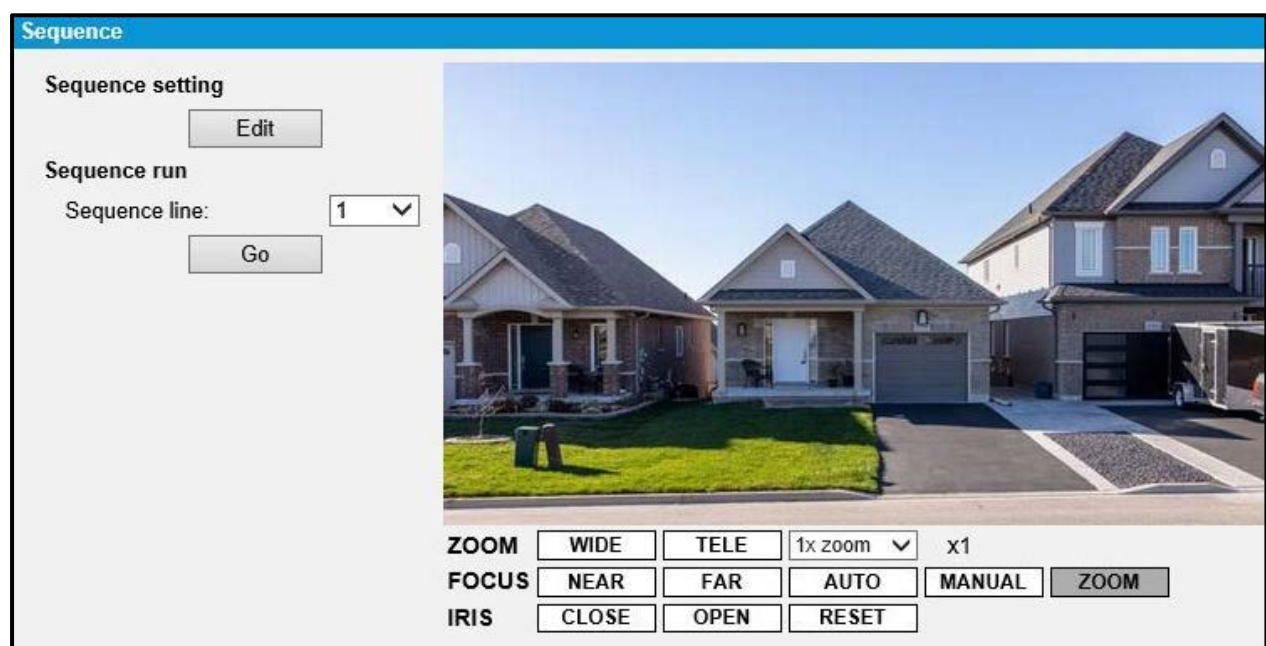 Sequence
Sequence setting
Edit
Sequence run
Sequence line: 1
Go
ZOOM WIDE TELE 1x zoom x1
FOCUS NEAR FAR AUTO MANUAL ZOOM
IRIS CLOSE OPEN RESET